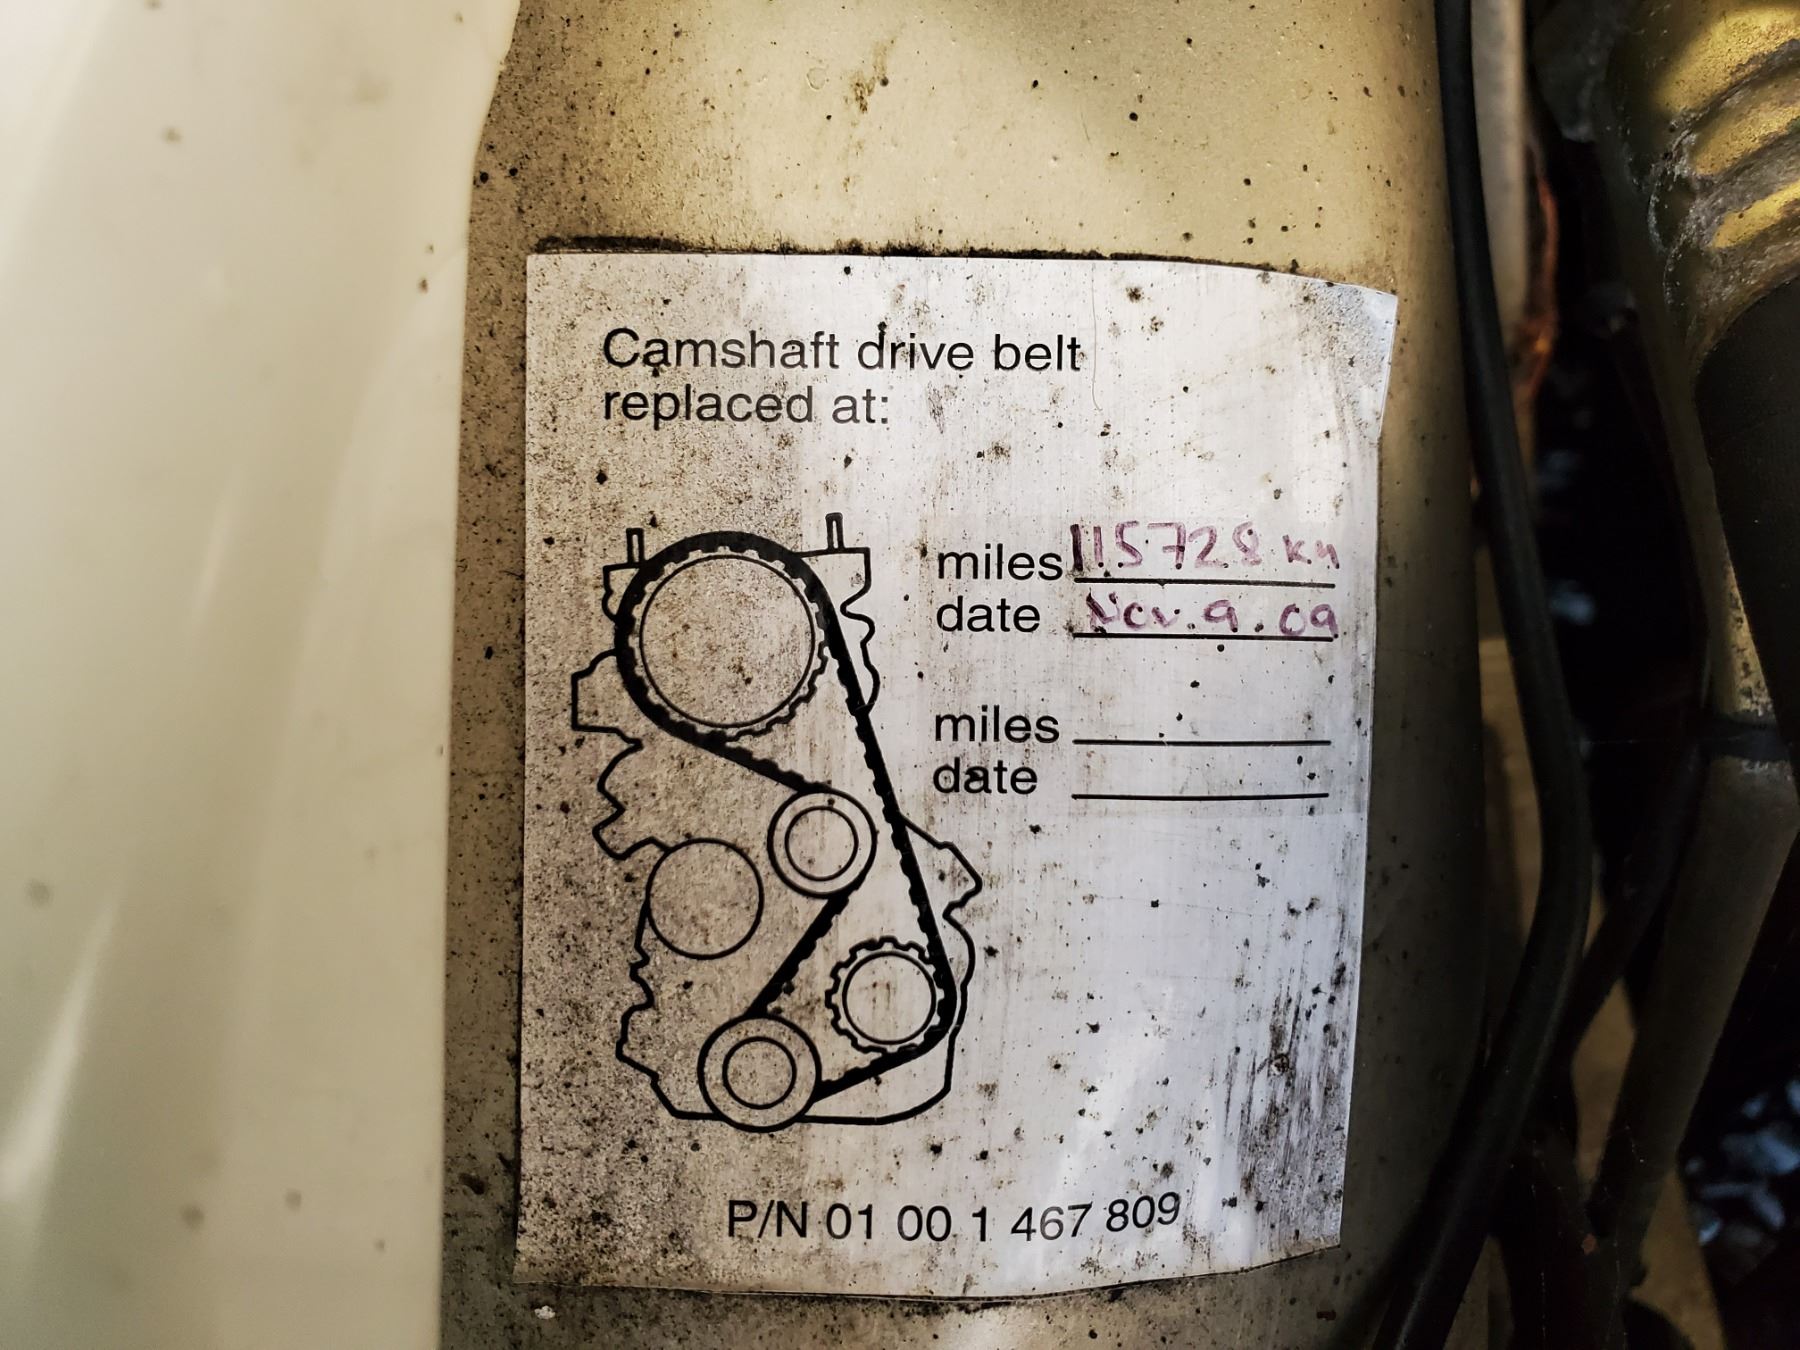 Camshaft drive belt
replaced at:
miles 115728 KM
date Nov. 9. 09
miles
date
P/N 01 00 1 467 809